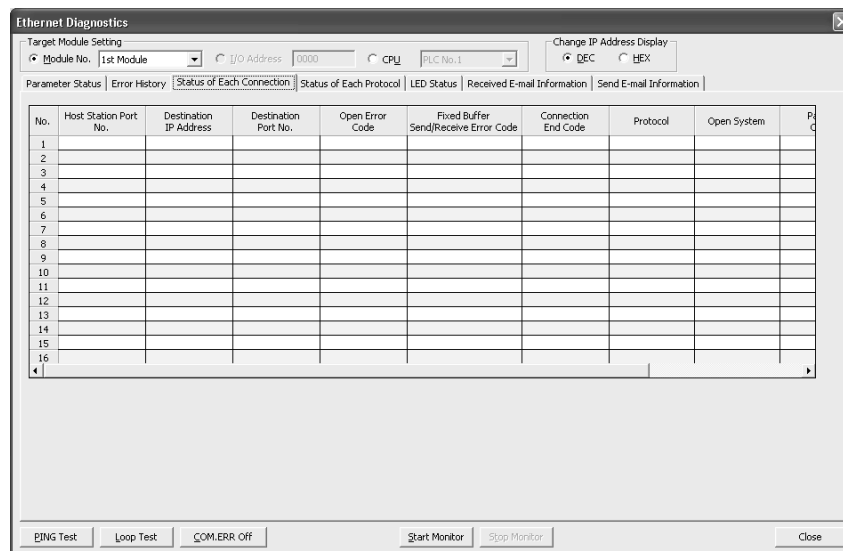 Ethernet Diagnostics
Target Module Setting
Module No. 1st Module I/O Address 0000 CPU PLC No.1
Change IP Address Display
DEC HEX
Parameter Status Error History Status of Each Connection Status of Each Protocol LED Status Received E-mail Information Send E-mail Information
No. Host Station Port No. Destination IP Address Destination Port No. Open Error Code Fixed Buffer Send/Receive Error Code Connection End Code Protocol Open System
1
2
3
4
5
6
7
8
9
10
11
12
13
14
15
16
PING Test Loop Test COM.ERR Off Start Monitor Stop Monitor Close